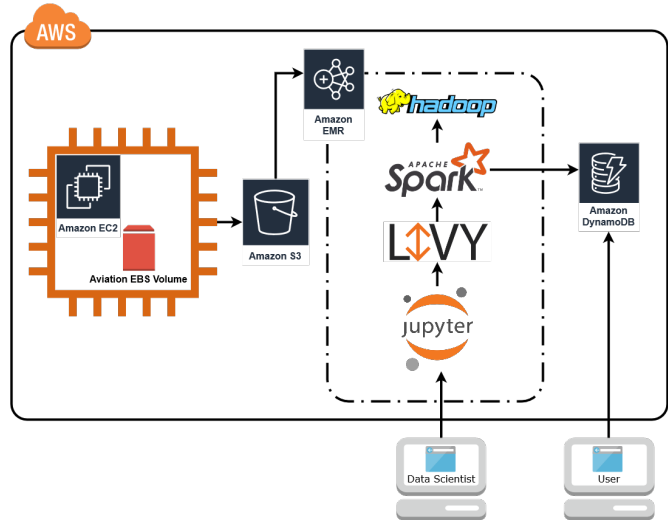 AWS
Amazon
EMR
hadoop
APACHE
Spark™
Amazon EC2
Aviation EBS Volume
Amazon S3
LIVY
jupyter
Amazon
DynamoDB
Data Scientist
User